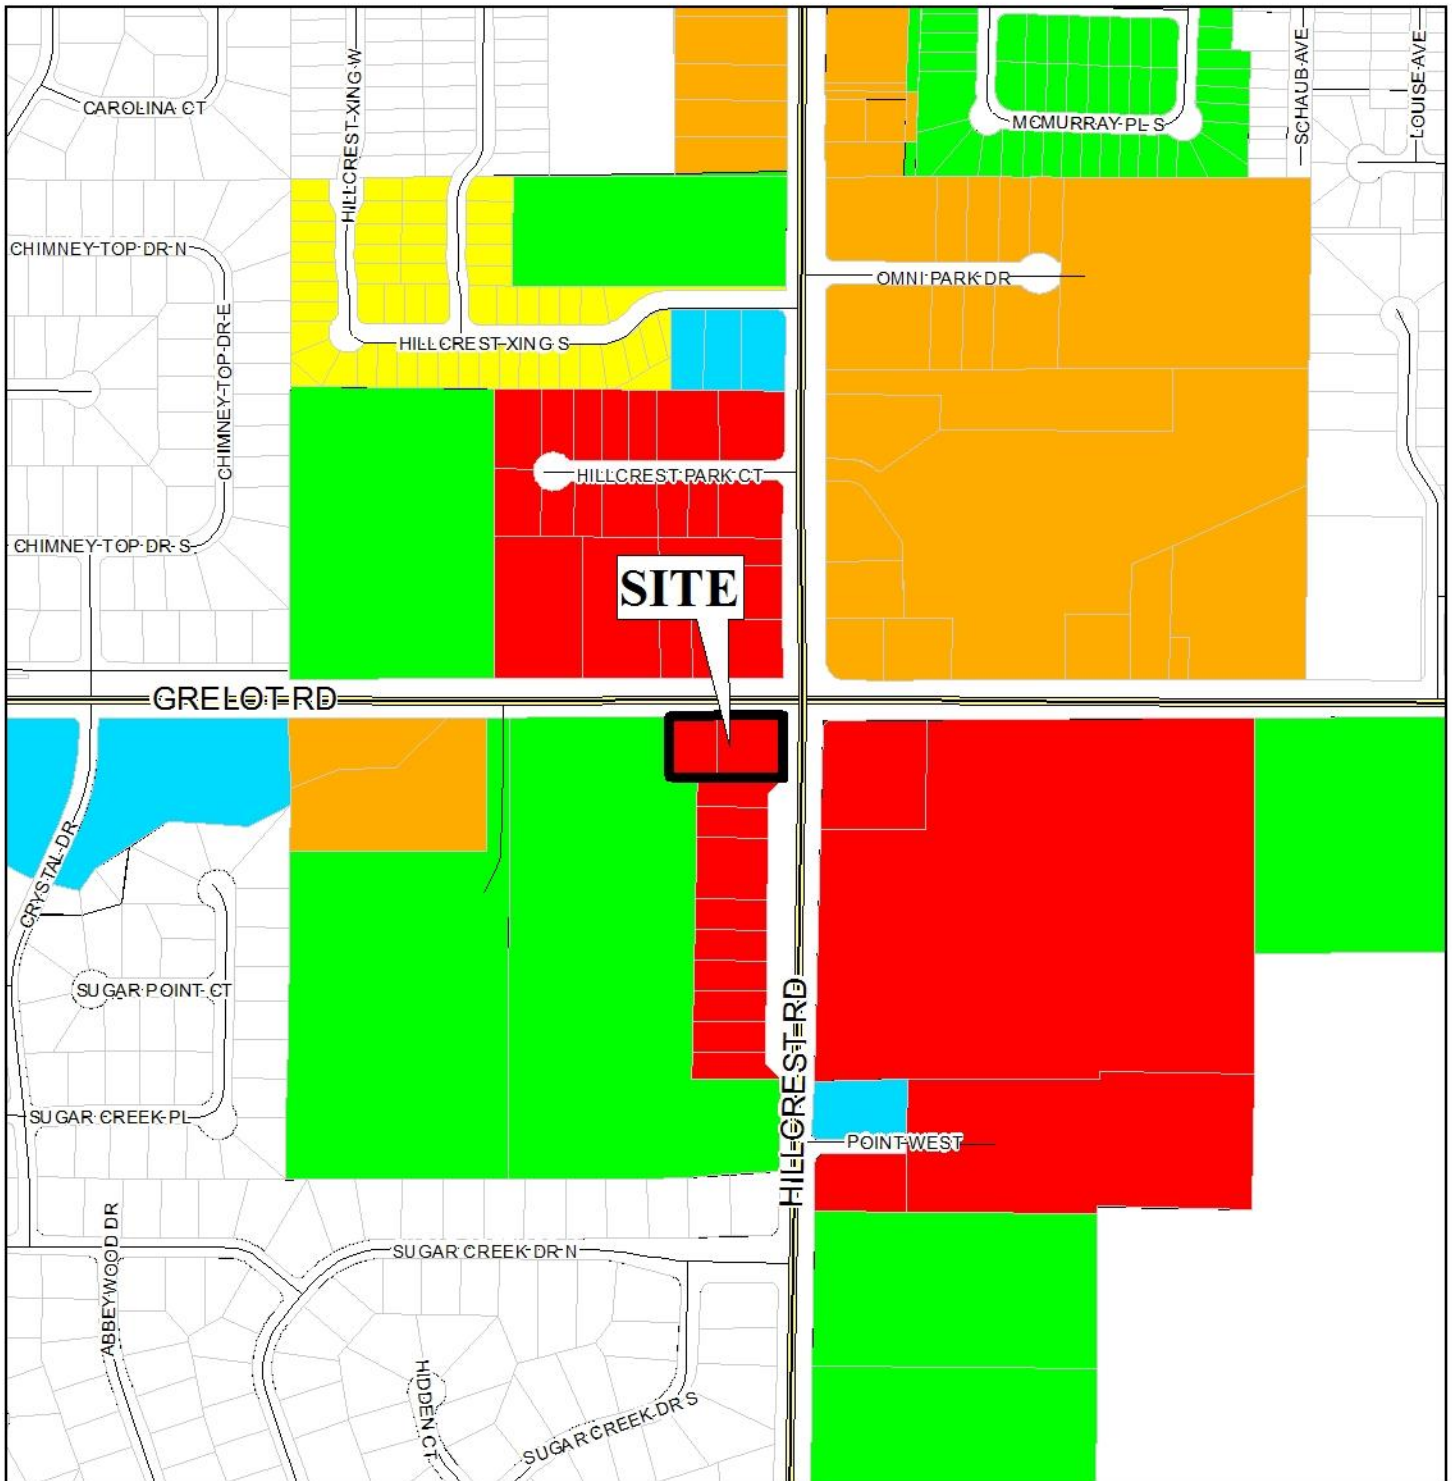 HILLCREST XING W
CAROLINA CT
MCMURRAY PL S
SCHAUB AVE
LOUISE AVE
CHIMNEY TOP DR N
OMNI PARK DR
CHIMNEY TOP DR E
HILLCREST XING S
HILLCREST PARK CT
CHIMNEY TOP DR S
SITE
GRELOT RD
CRYSTAL DR
SUGAR POINT CT
HILLCREST RD
SUGAR CREEK PL
POINT WEST
ABBEYWOOD DR
SUGAR CREEK DR N
HIDDEN CT
SUGAR CREEK DR S